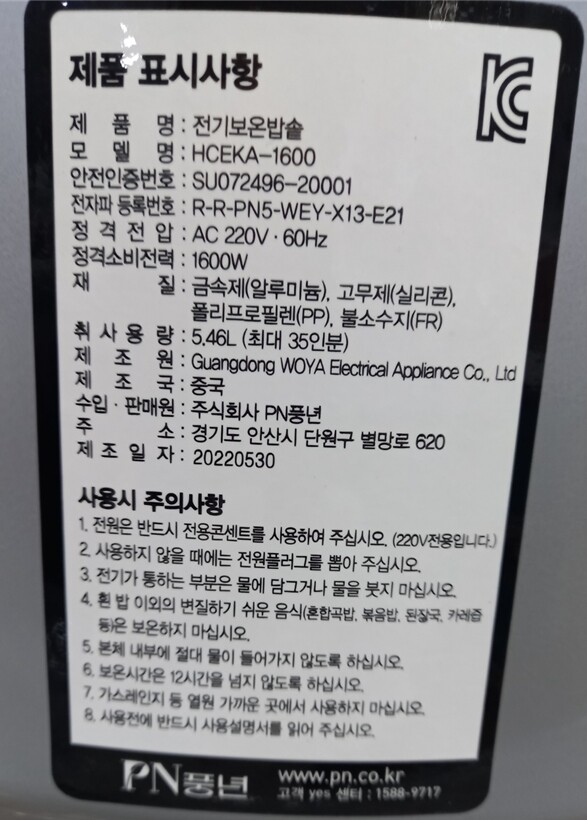 제품 표시사항
KC
제 품 명 : 전기보온밥솥
모 델 명 : HCEKA-1600
안전인증번호 : SU072496-20001
전자파 등록번호 : R-R-PN5-WEY-X13-E21
정 격 전 압 : AC 220V · 60Hz
정격소비전력 : 1600W
재 질 : 금속제(알루미늄), 고무제(실리콘),
폴리프로필렌(PP), 불소수지(FR)
취 사 용 량 : 5.46L (최대 35인분)
제 조 원 : Guangdong WOYA Electrical Appliance Co., Ltd
제 조 국 : 중국
수입 · 판매원 : 주식회사 PN풍년
주 소 : 경기도 안산시 단원구 별망로 620
제 조 일 자 : 20220530
사용시 주의사항
1. 전원은 반드시 전용콘센트를 사용하여 주십시오. (220V전용입니다.)
2. 사용하지 않을 때에는 전원플러그를 뽑아 주십시오.
3. 전기가 통하는 부분은 물에 담그거나 물을 붓지 마십시오.
4. 흰 밥 이외의 변질하기 쉬운 음식(혼합곡밥, 볶음밥, 된장국, 카레즙
등)은 보온하지 마십시오.
5. 본체 내부에 절대 물이 들어가지 않도록 하십시오.
6. 보온시간은 12시간을 넘지 않도록 하십시오.
7. 가스레인지 등 열원 가까운 곳에서 사용하지 마십시오.
8. 사용전에 반드시 사용설명서를 읽어 주십시오.
PN풍년 www.pn.co.kr
고객 yes 센터 : 1588-9717